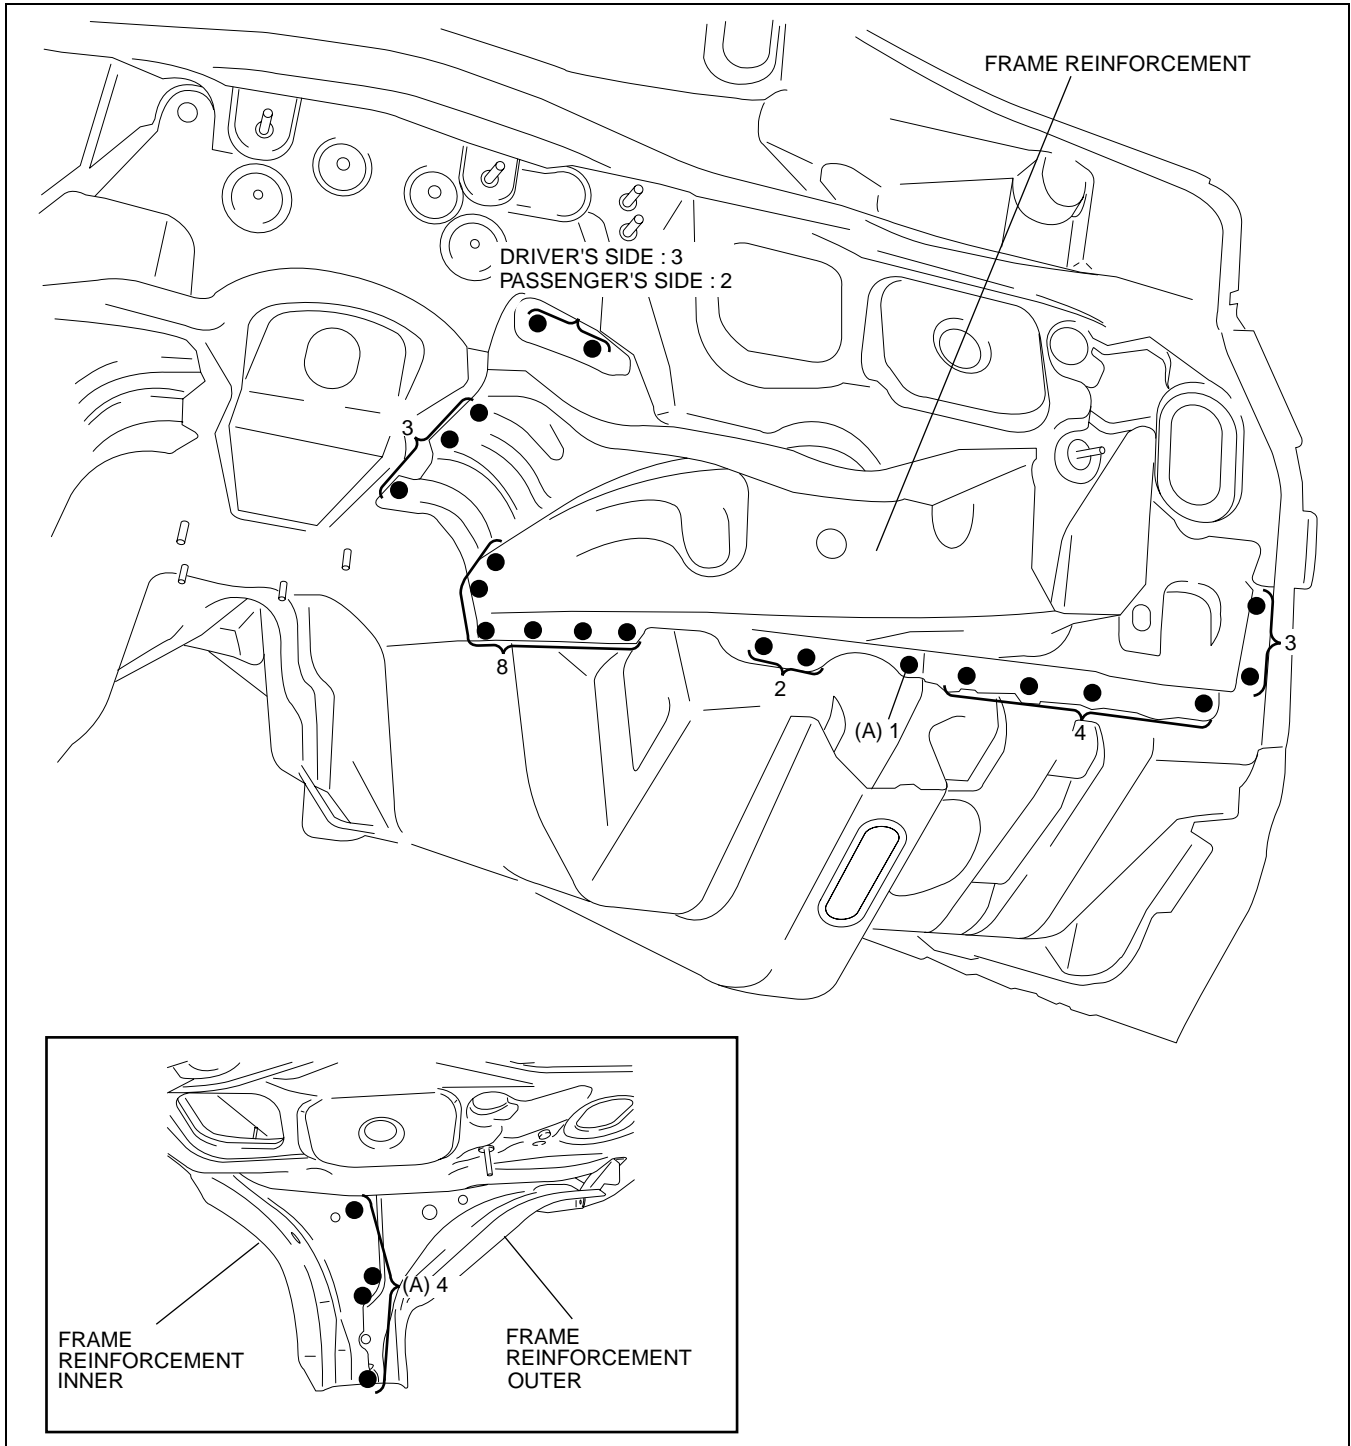 FRAME REINFORCEMENT
DRIVER'S SIDE : 3
PASSENGER'S SIDE : 2
3
8
2
(A) 1
4
3
(A) 4
FRAME
REINFORCEMENT
INNER
FRAME
REINFORCEMENT
OUTER